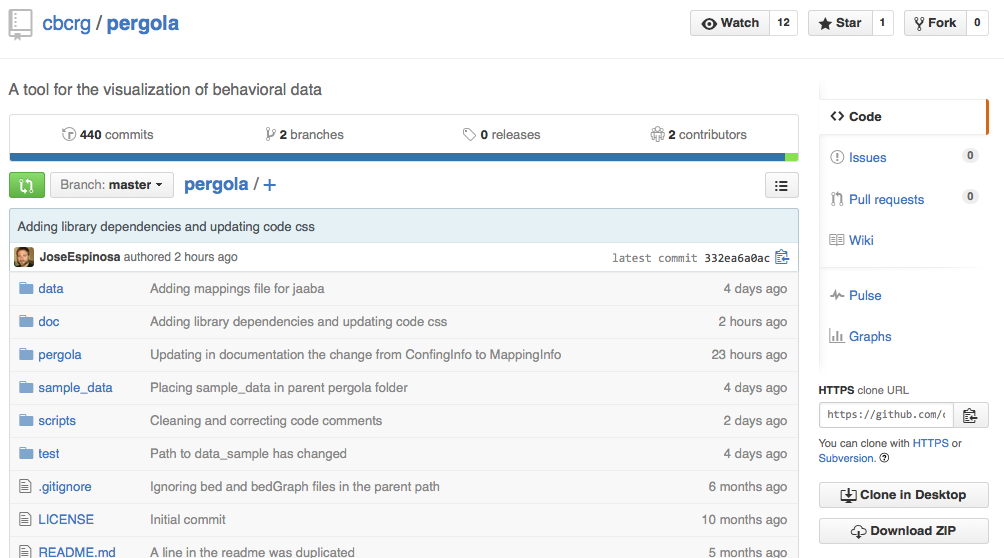 cbcrg / pergola
Watch 12 Star 1 Fork 0
A tool for the visualization of behavioral data
440 commits 2 branches 0 releases 2 contributors
Branch: master pergola / +
Adding library dependencies and updating code css
JoseEspinosa authored 2 hours ago latest commit 332ea6a0ac
data Adding mappings file for jaaba 4 days ago
doc Adding library dependencies and updating code css 2 hours ago
pergola Updating in documentation the change from ConfingInfo to MappingInfo 23 hours ago
sample_data Placing sample_data in parent pergola folder 4 days ago
scripts Cleaning and correcting code comments 2 days ago
test Path to data_sample has changed 4 days ago
.gitignore Ignoring bed and bedGraph files in the parent path 6 months ago
LICENSE Initial commit 10 months ago
README.md A line in the readme was duplicated 5 months ago
Code
Issues 0
Pull requests 0
Wiki
Pulse
Graphs
HTTPS clone URL
https://github.com/
You can clone with HTTPS or
Subversion.
Clone in Desktop
Download ZIP